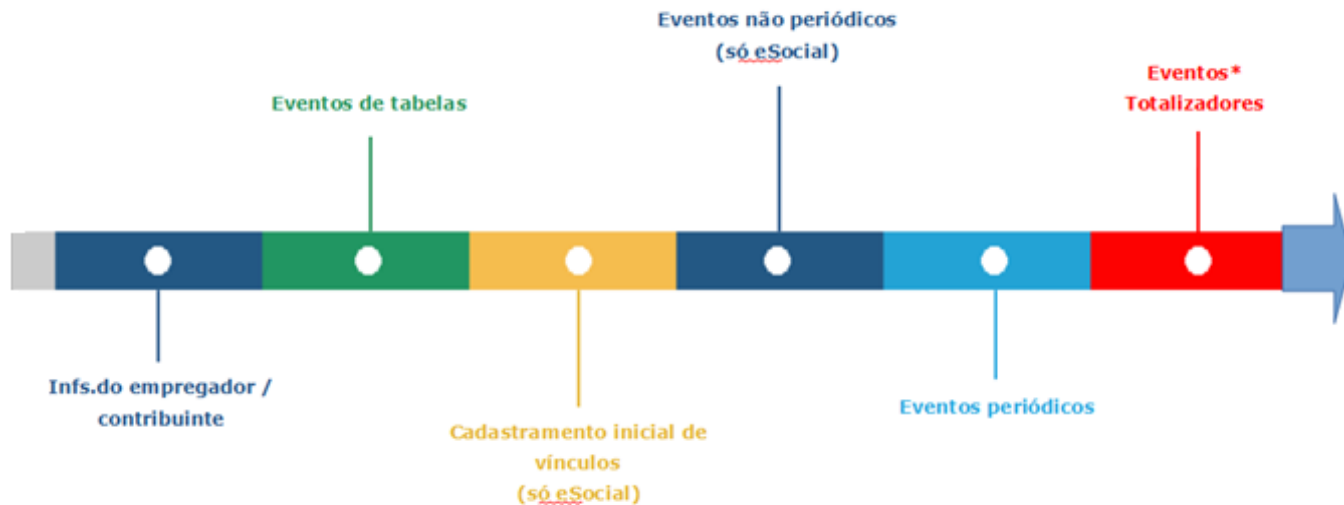 Eventos não periódicos
(só eSocial)
Eventos*
Totalizadores
Eventos de tabelas
Infs.do empregador /
contribuinte
Eventos periódicos
Cadastramento inicial de
vínculos
(só eSocial)